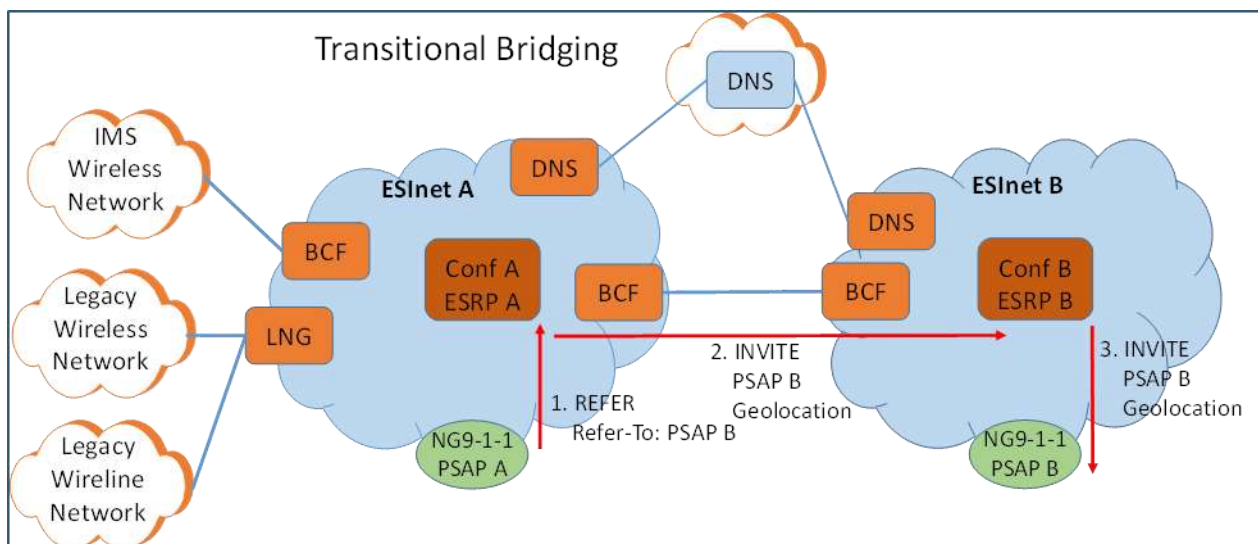 Transitional Bridging
DNS
IMS
Wireless
Network
DNS
ESInet A
ESInet B
DNS
BCF
Conf A
ESRP A
BCF
BCF
Conf B
ESRP B
Legacy
Wireless
Network
LNG
2. INVITE
PSAP B
Geolocation
3. INVITE
PSAP B
Geolocation
1. REFER
Refer-To: PSAP B
Legacy
Wireline
Network
NG9-1-1
PSAP A
NG9-1-1
PSAP B